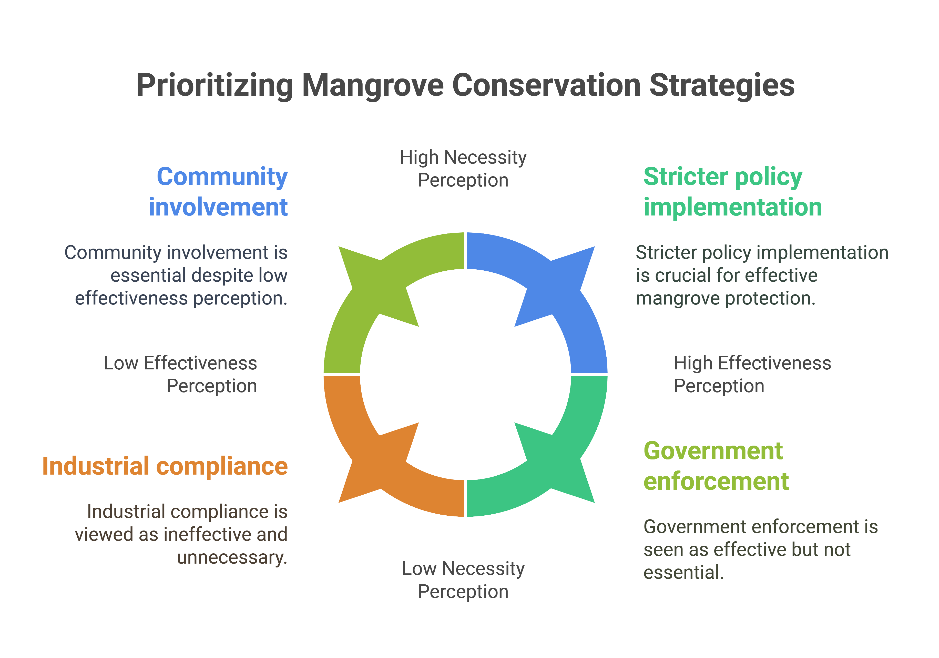 Prioritizing Mangrove Conservation Strategies
High Necessity
Perception
Community
involvement
Community involvement is
essential despite low
effectiveness perception.
Stricter policy
implementation
Stricter policy implementation
is crucial for effective
mangrove protection.
Low Effectiveness
Perception
High Effectiveness
Perception
Industrial compliance
Industrial compliance is
viewed as ineffective and
unnecessary.
Government
enforcement
Government enforcement is
seen as effective but not
essential.
Low Necessity
Perception